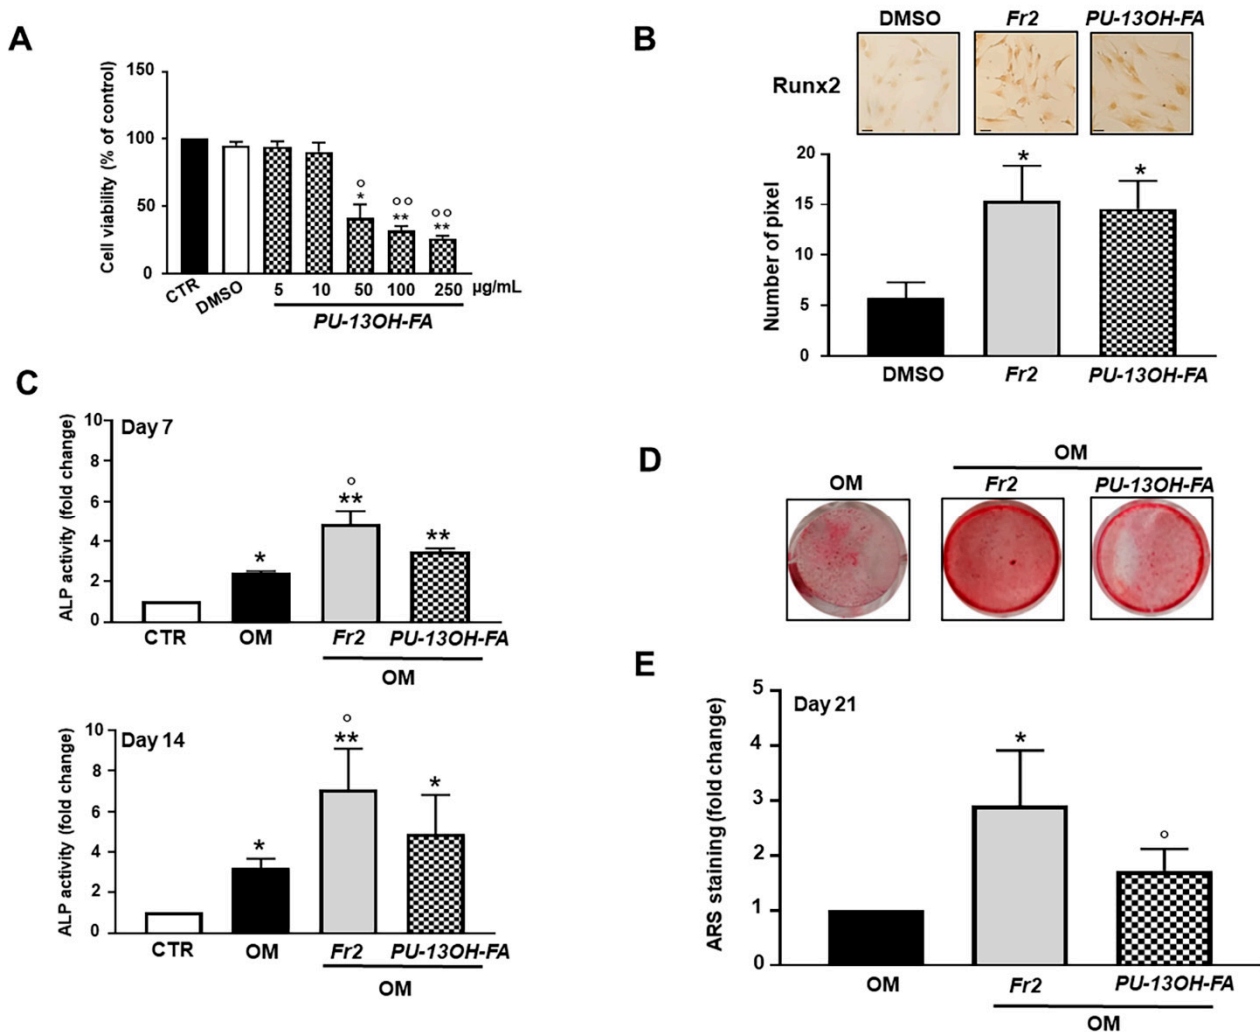 A
Cell viability (% of control)
150
100
50
0
°
*
°°
**
°°
**
CTR
DMSO
5 10 50 100 250 µg/mL
PU-13OH-FA
B
DMSO Fr2 PU-13OH-FA
Runx2
Number of pixel
20
15
10
5
0
*
*
DMSO Fr2 PU-13OH-FA
C
ALP activity (fold change)
Day 7
10
8
6
4
2
0
*
°
**
**
CTR OM Fr2 PU-13OH-FA
OM
ALP activity (fold change)
Day 14
10
8
6
4
2
0
*
°
**
*
CTR OM Fr2 PU-13OH-FA
OM
D
OM
OM Fr2 PU-13OH-FA
E
ARS staining (fold change)
Day 21
5
4
3
2
1
0
*
°
OM Fr2 PU-13OH-FA
OM